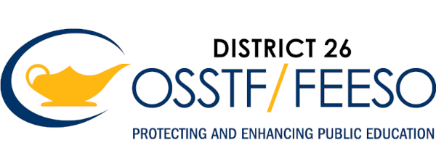 DISTRICT 26
OSSTF/FEESO
PROTECTING AND ENHANCING PUBLIC EDUCATION